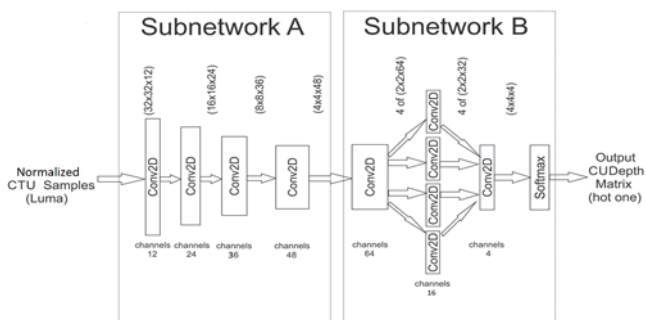 Subnetwork A
Subnetwork B
(32x32x12)
(16x16x24)
(8x8x36)
(4x4x48)
4 of (2x2x64)
4 of (2x2x32)
(4x4x4)
Normalized
CTU Samples
(Luma)
Conv2D
Conv2D
Conv2D
Conv2D
Conv2D
Conv2D
Conv2D
Conv2D
Conv2D
Conv2D
Softmax
Output
CUDepth
Matrix
(hot one)
channels
12
channels
24
channels
36
channels
48
channels
64
channels
16
channels
4